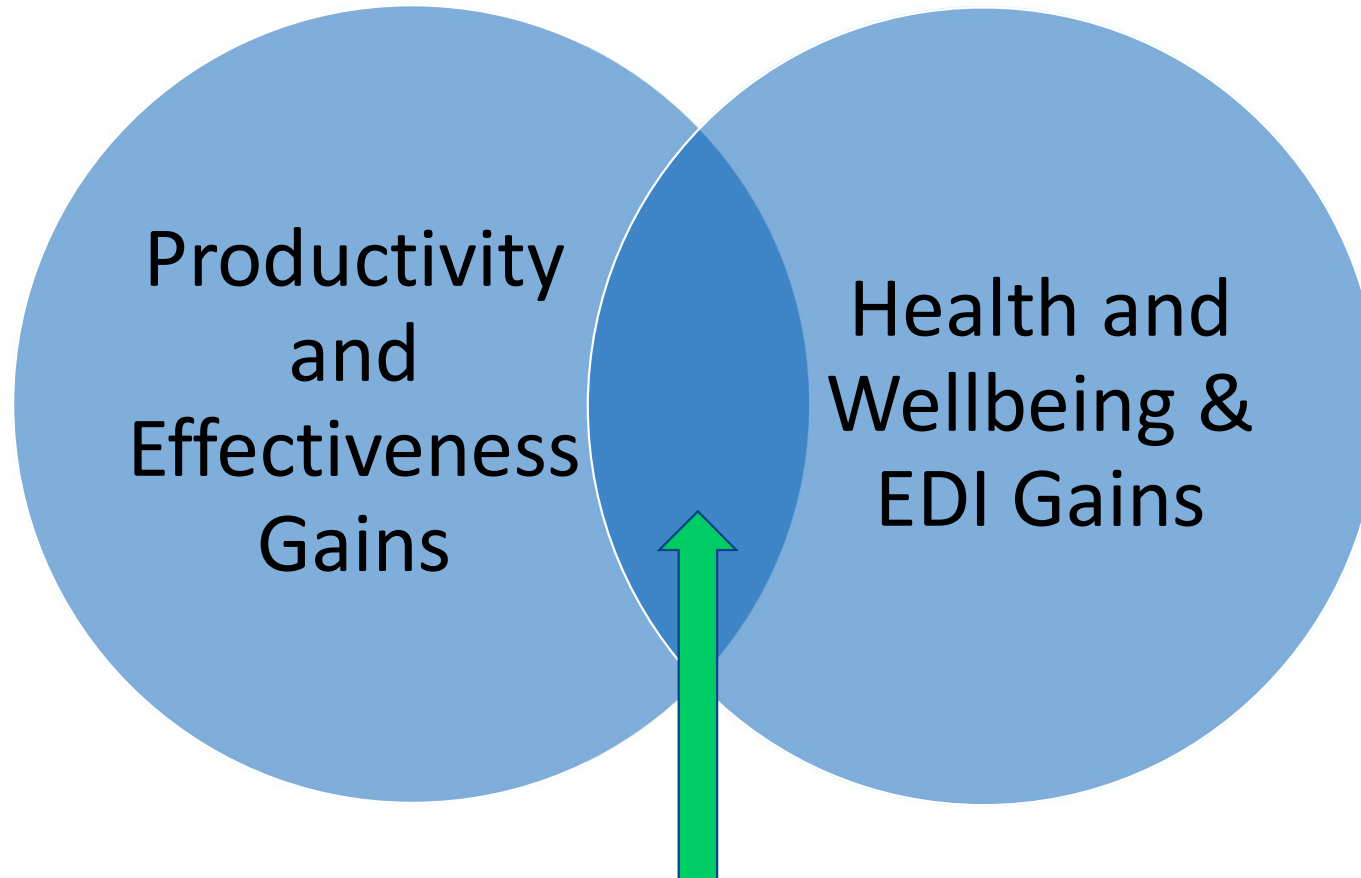 Productivity
and
Effectiveness
Gains
Health and
Wellbeing &
EDI Gains